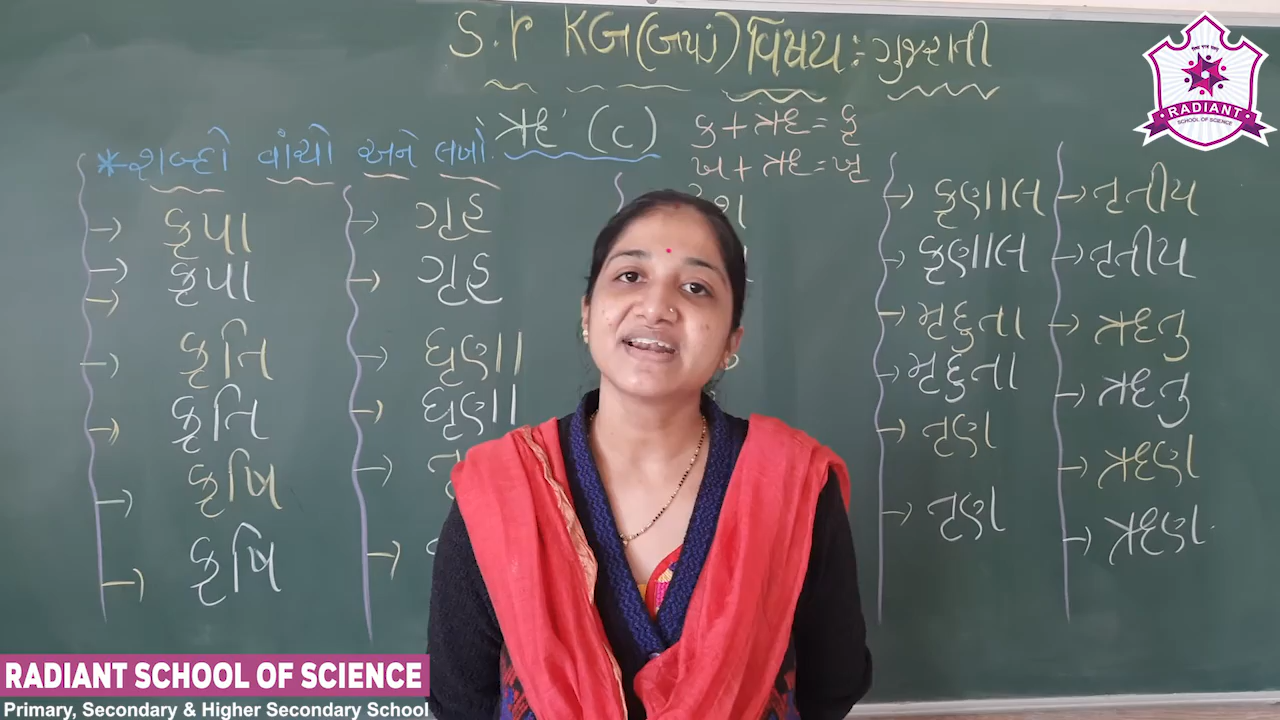 S.r KG (બાયાં) વિષય:- ગુજરાતી
ઋ (ૃ)
ક + ઋ = કૃ
ખ + ઋ = ખૃ
*શબ્દો વાંચો અને લખો.
કૃપા
કૃપા
કૃતિ
કૃતિ
કૃષિ
કૃષિ
ગૃહ
ગૃહ
ઘૃણા
ઘૃણા
કૃણાલ
કૃણાલ
મૃદુતા
મૃદુતા
તૃણ
તૃણ
તૃતીય
તૃતીય
ઋતુ
ઋતુ
ઋણ
ઋણ
RADIANT
SCHOOL OF SCIENCE
RADIANT SCHOOL OF SCIENCE
Primary, Secondary & Higher Secondary School